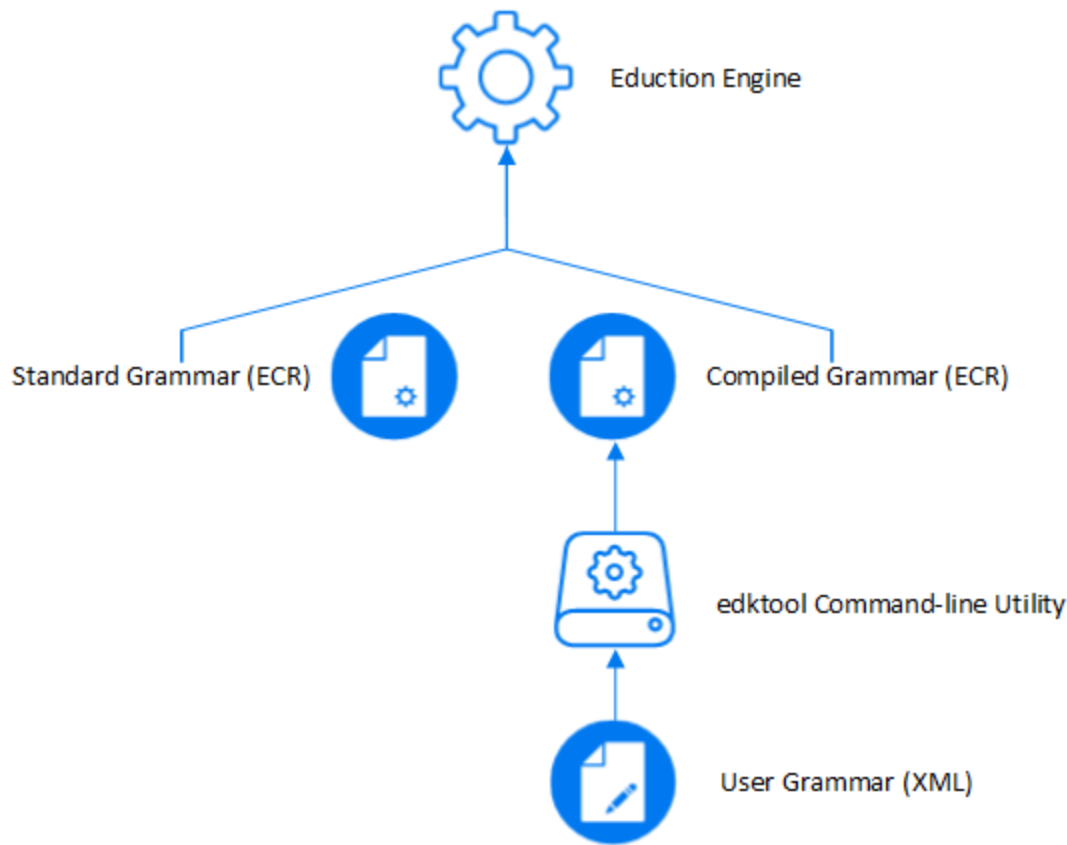 Eduction Engine
Standard Grammar (ECR)
Compiled Grammar (ECR)
edktool Command-line Utility
User Grammar (XML)